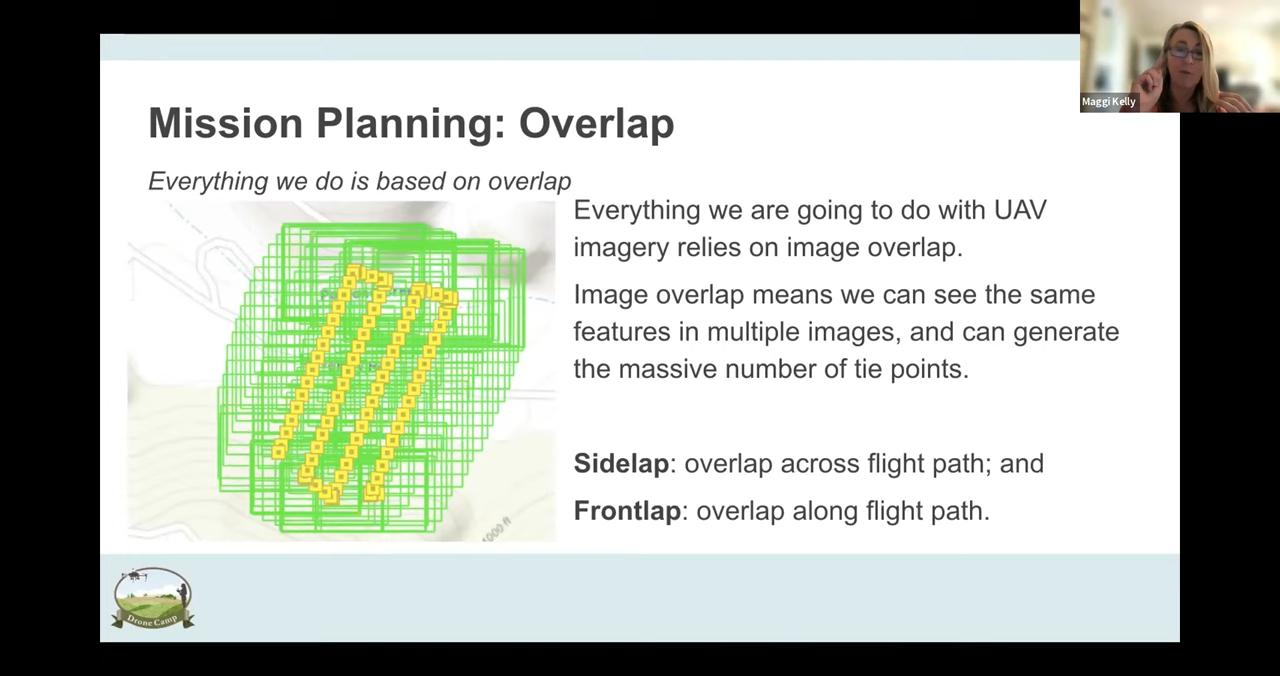 Maggi Kelly
Mission Planning: Overlap
Everything we do is based on overlap
Everything we are going to do with UAV
imagery relies on image overlap.
Image overlap means we can see the same
features in multiple images, and can generate
the massive number of tie points.
Sidelap: overlap across flight path; and
Frontlap: overlap along flight path.
1000 ft
Drone Camp